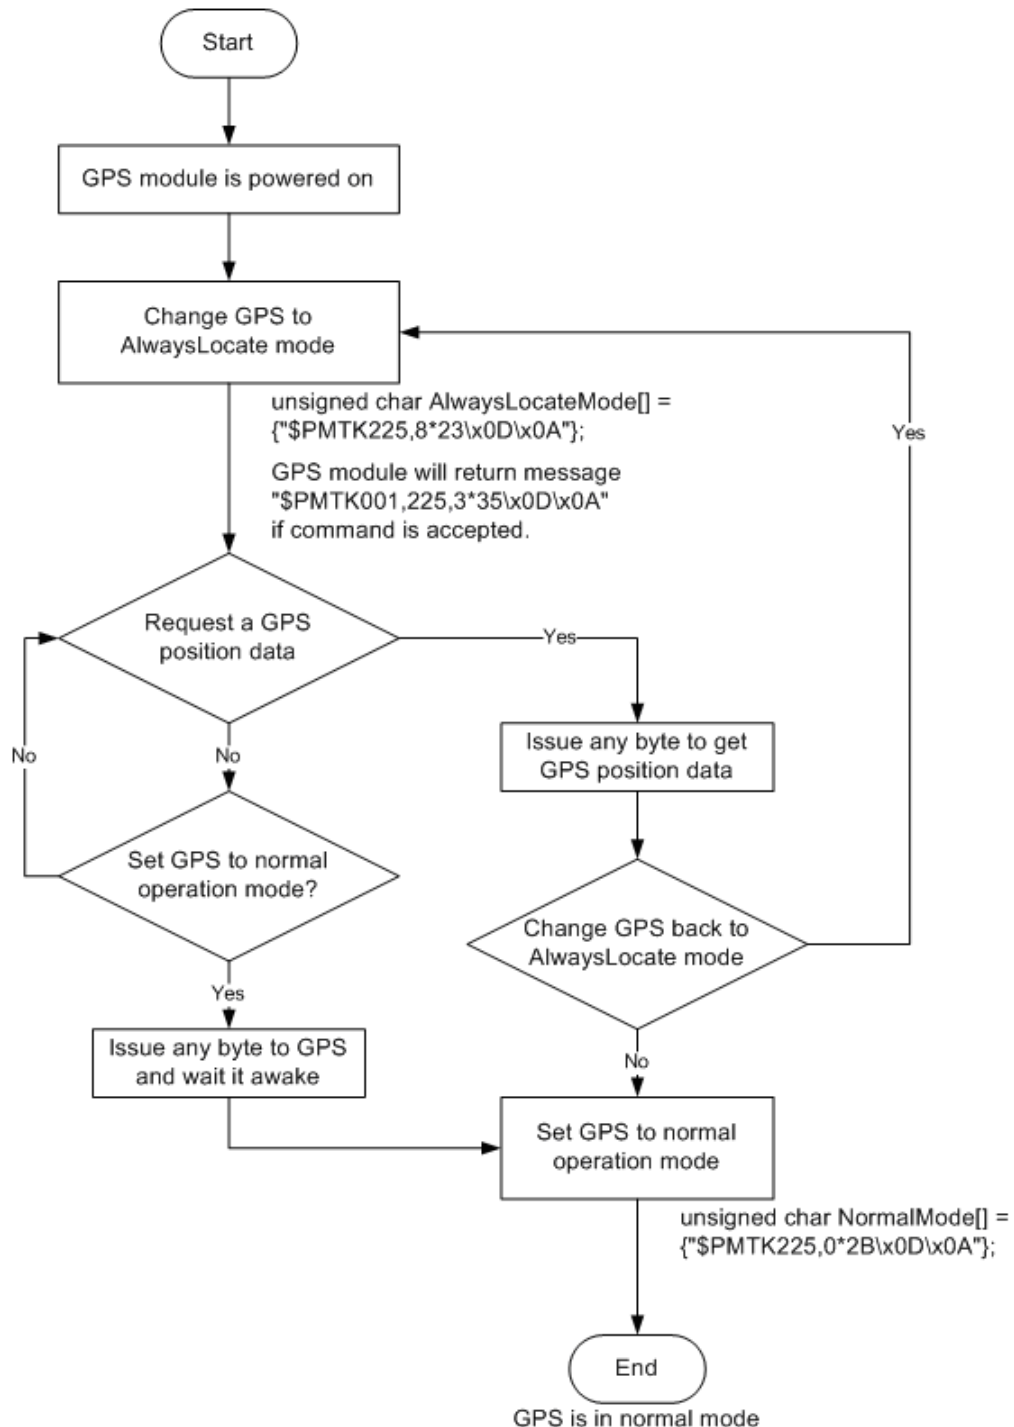 Start
GPS module is powered on
Change GPS to
AlwaysLocate mode
unsigned char AlwaysLocateMode[] =
{"$PMTK225,8*23\x0D\x0A"};
Yes
GPS module will return message
"$PMTK001,225,3*35\x0D\x0A"
if command is accepted.
Request a GPS
position data
Yes
No
No
Issue any byte to get
GPS position data
Set GPS to normal
operation mode?
Change GPS back to
AlwaysLocate mode
Yes
Issue any byte to GPS
and wait it awake
No
Set GPS to normal
operation mode
unsigned char NormalMode[] =
{"$PMTK225,0*2B\x0D\x0A"};
End
GPS is in normal mode